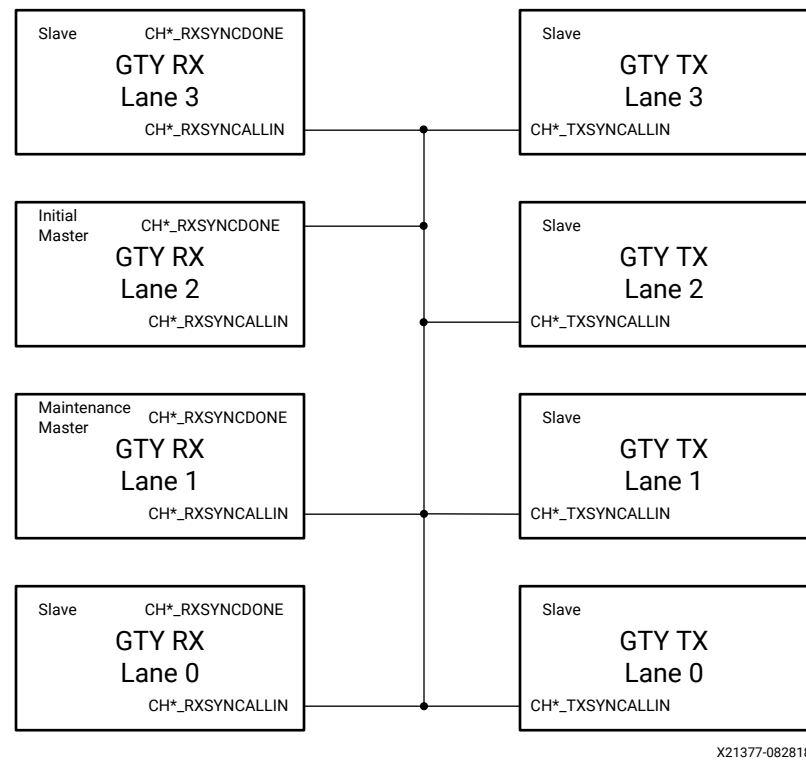 Slave CH*_RXSYNCDONE
GTY RX
Lane 3
CH*_RXSYNCALLIN
Slave
GTY TX
Lane 3
CH*_TXSYNCALLIN
Initial
Master
CH*_RXSYNCDONE
GTY RX
Lane 2
CH*_RXSYNCALLIN
Slave
GTY TX
Lane 2
CH*_TXSYNCALLIN
Maintenance
Master
CH*_RXSYNCDONE
GTY RX
Lane 1
CH*_RXSYNCALLIN
Slave
GTY TX
Lane 1
CH*_TXSYNCALLIN
Slave CH*_RXSYNCDONE
GTY RX
Lane 0
CH*_RXSYNCALLIN
Slave
GTY TX
Lane 0
CH*_TXSYNCALLIN
X21377-082818